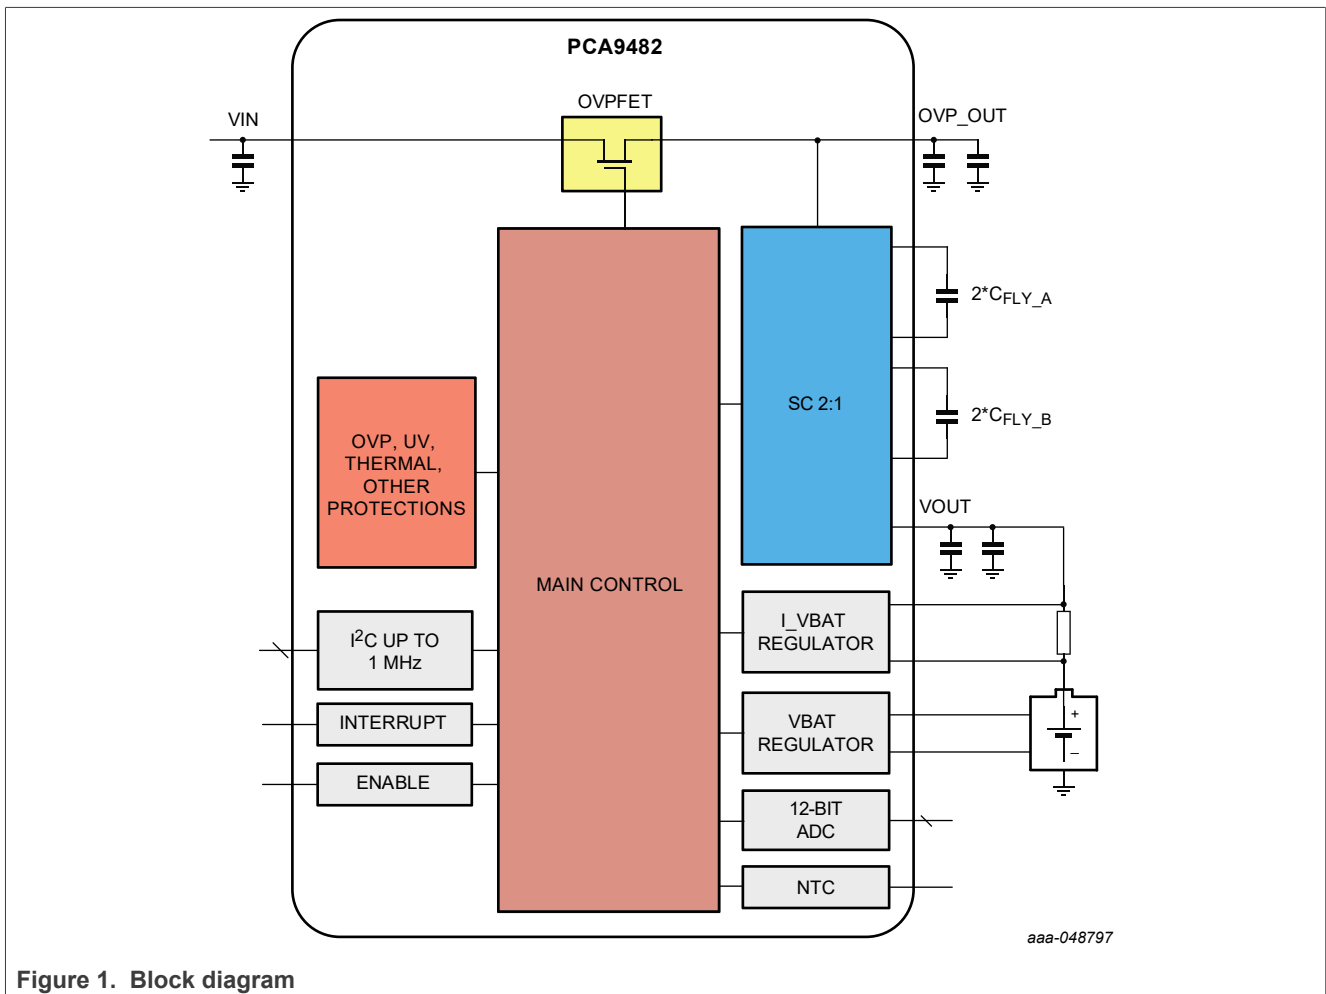 PCA9482
OVPFET
VIN
OVP_OUT
2*CFLY_A
SC 2:1
2*CFLY_B
OVP, UV,
THERMAL,
OTHER
PROTECTIONS
VOUT
MAIN CONTROL
I_VBAT
REGULATOR
I2C UP TO
1 MHz
INTERRUPT
VBAT
REGULATOR
+
–
ENABLE
12-BIT
ADC
NTC
aaa-048797
Figure 1. Block diagram